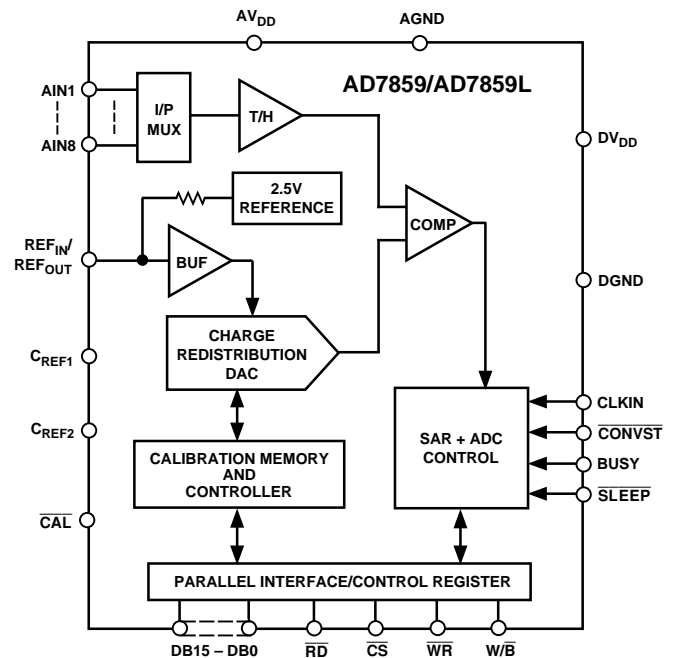 AVDD
AGND
AD7859/AD7859L
AIN1
AIN8
I/P
MUX
T/H
DVDD
2.5V
REFERENCE
COMP
REFIN/
REFOUT
BUF
DGND
CHARGE
REDISTRIBUTION
DAC
CREF1
CREF2
CLKIN
CONVST
BUSY
SLEEP
SAR + ADC
CONTROL
CALIBRATION MEMORY
AND
CONTROLLER
CAL
PARALLEL INTERFACE/CONTROL REGISTER
DB15 – DB0
RD
CS
WR
W/B